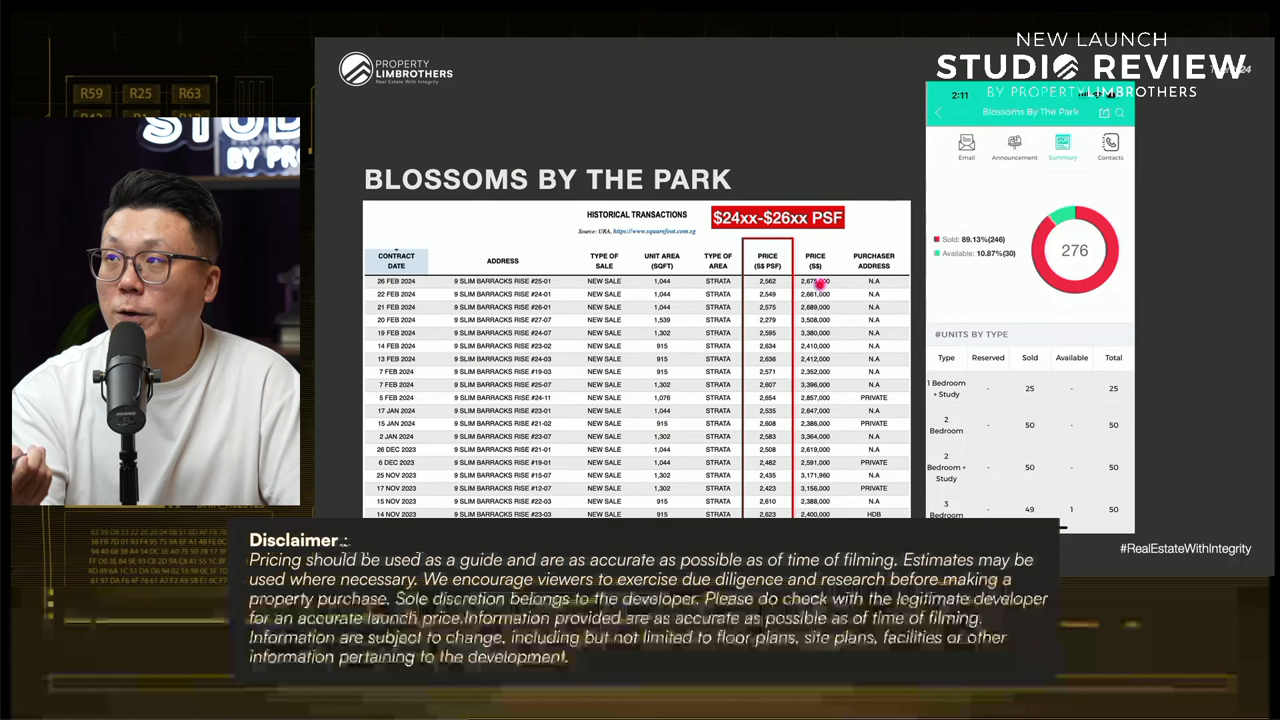 NEW LAUNCH
STUDIO REVIEW
BY PROPERTYLIMBROTHERS
PROPERTY
LIMBROTHERS
Real Estate With Integrity
R59 R25 R63
STUD
BY PRO
BLOSSOMS BY THE PARK
HISTORICAL TRANSACTIONS
$24xx-$26xx PSF
Source: URA, https://www.squarefoot.com.sg
CONTRACT DATE ADDRESS TYPE OF SALE UNIT AREA (SQFT) TYPE OF AREA PRICE (S$ PSF) PRICE (S$) PURCHASER ADDRESS
26 FEB 2024 9 SLIM BARRACKS RISE #25-01 NEW SALE 1,044 STRATA 2,562 2,675,000 N.A
22 FEB 2024 9 SLIM BARRACKS RISE #24-01 NEW SALE 1,044 STRATA 2,549 2,661,000 N.A
21 FEB 2024 9 SLIM BARRACKS RISE #26-01 NEW SALE 1,044 STRATA 2,575 2,689,000 N.A
20 FEB 2024 9 SLIM BARRACKS RISE #27-07 NEW SALE 1,539 STRATA 2,279 3,508,000 N.A
19 FEB 2024 9 SLIM BARRACKS RISE #24-07 NEW SALE 1,302 STRATA 2,595 3,380,000 N.A
14 FEB 2024 9 SLIM BARRACKS RISE #23-02 NEW SALE 915 STRATA 2,634 2,410,000 N.A
13 FEB 2024 9 SLIM BARRACKS RISE #24-03 NEW SALE 915 STRATA 2,636 2,412,000 N.A
7 FEB 2024 9 SLIM BARRACKS RISE #19-03 NEW SALE 915 STRATA 2,571 2,352,000 N.A
7 FEB 2024 9 SLIM BARRACKS RISE #25-07 NEW SALE 1,302 STRATA 2,607 3,396,000 N.A
5 FEB 2024 9 SLIM BARRACKS RISE #24-11 NEW SALE 1,076 STRATA 2,654 2,857,000 PRIVATE
17 JAN 2024 9 SLIM BARRACKS RISE #23-01 NEW SALE 1,044 STRATA 2,535 2,647,000 N.A
15 JAN 2024 9 SLIM BARRACKS RISE #21-02 NEW SALE 915 STRATA 2,608 2,386,000 PRIVATE
2 JAN 2024 9 SLIM BARRACKS RISE #23-07 NEW SALE 1,302 STRATA 2,583 3,364,000 N.A
26 DEC 2023 9 SLIM BARRACKS RISE #21-01 NEW SALE 1,044 STRATA 2,508 2,619,000 N.A
6 DEC 2023 9 SLIM BARRACKS RISE #19-01 NEW SALE 1,044 STRATA 2,482 2,591,000 PRIVATE
25 NOV 2023 9 SLIM BARRACKS RISE #15-07 NEW SALE 1,302 STRATA 2,435 3,171,960 N.A
17 NOV 2023 9 SLIM BARRACKS RISE #12-07 NEW SALE 1,302 STRATA 2,423 3,156,000 PRIVATE
15 NOV 2023 9 SLIM BARRACKS RISE #22-03 NEW SALE 915 STRATA 2,610 2,388,000 N.A
14 NOV 2023 9 SLIM BARRACKS RISE #23-03 NEW SALE 915 STRATA 2,623 2,400,000 HDB
2:11
Blossoms By The Park
Email Announcement Summary Contacts
Sold: 89.13%(246)
Available: 10.87%(30)
276
#UNITS BY TYPE
Type Reserved Sold Available Total
1 Bedroom + Study - 25 - 25
2 Bedroom - 50 - 50
2 Bedroom + Study - 50 - 50
3 Bedroom - 49 1 50
#RealEstateWithIntegrity
Disclaimer :
Pricing should be used as a guide and are as accurate as possible as of time of filming. Estimates may be
used where necessary. We encourage viewers to exercise due diligence and research before making a
property purchase. Sole discretion belongs to the developer. Please do check with the legitimate developer
for an accurate launch price.Information provided are as accurate as possible as of time of filming.
Information are subject to change, including but not limited to floor plans, site plans, facilities or other
information pertaining to the development.